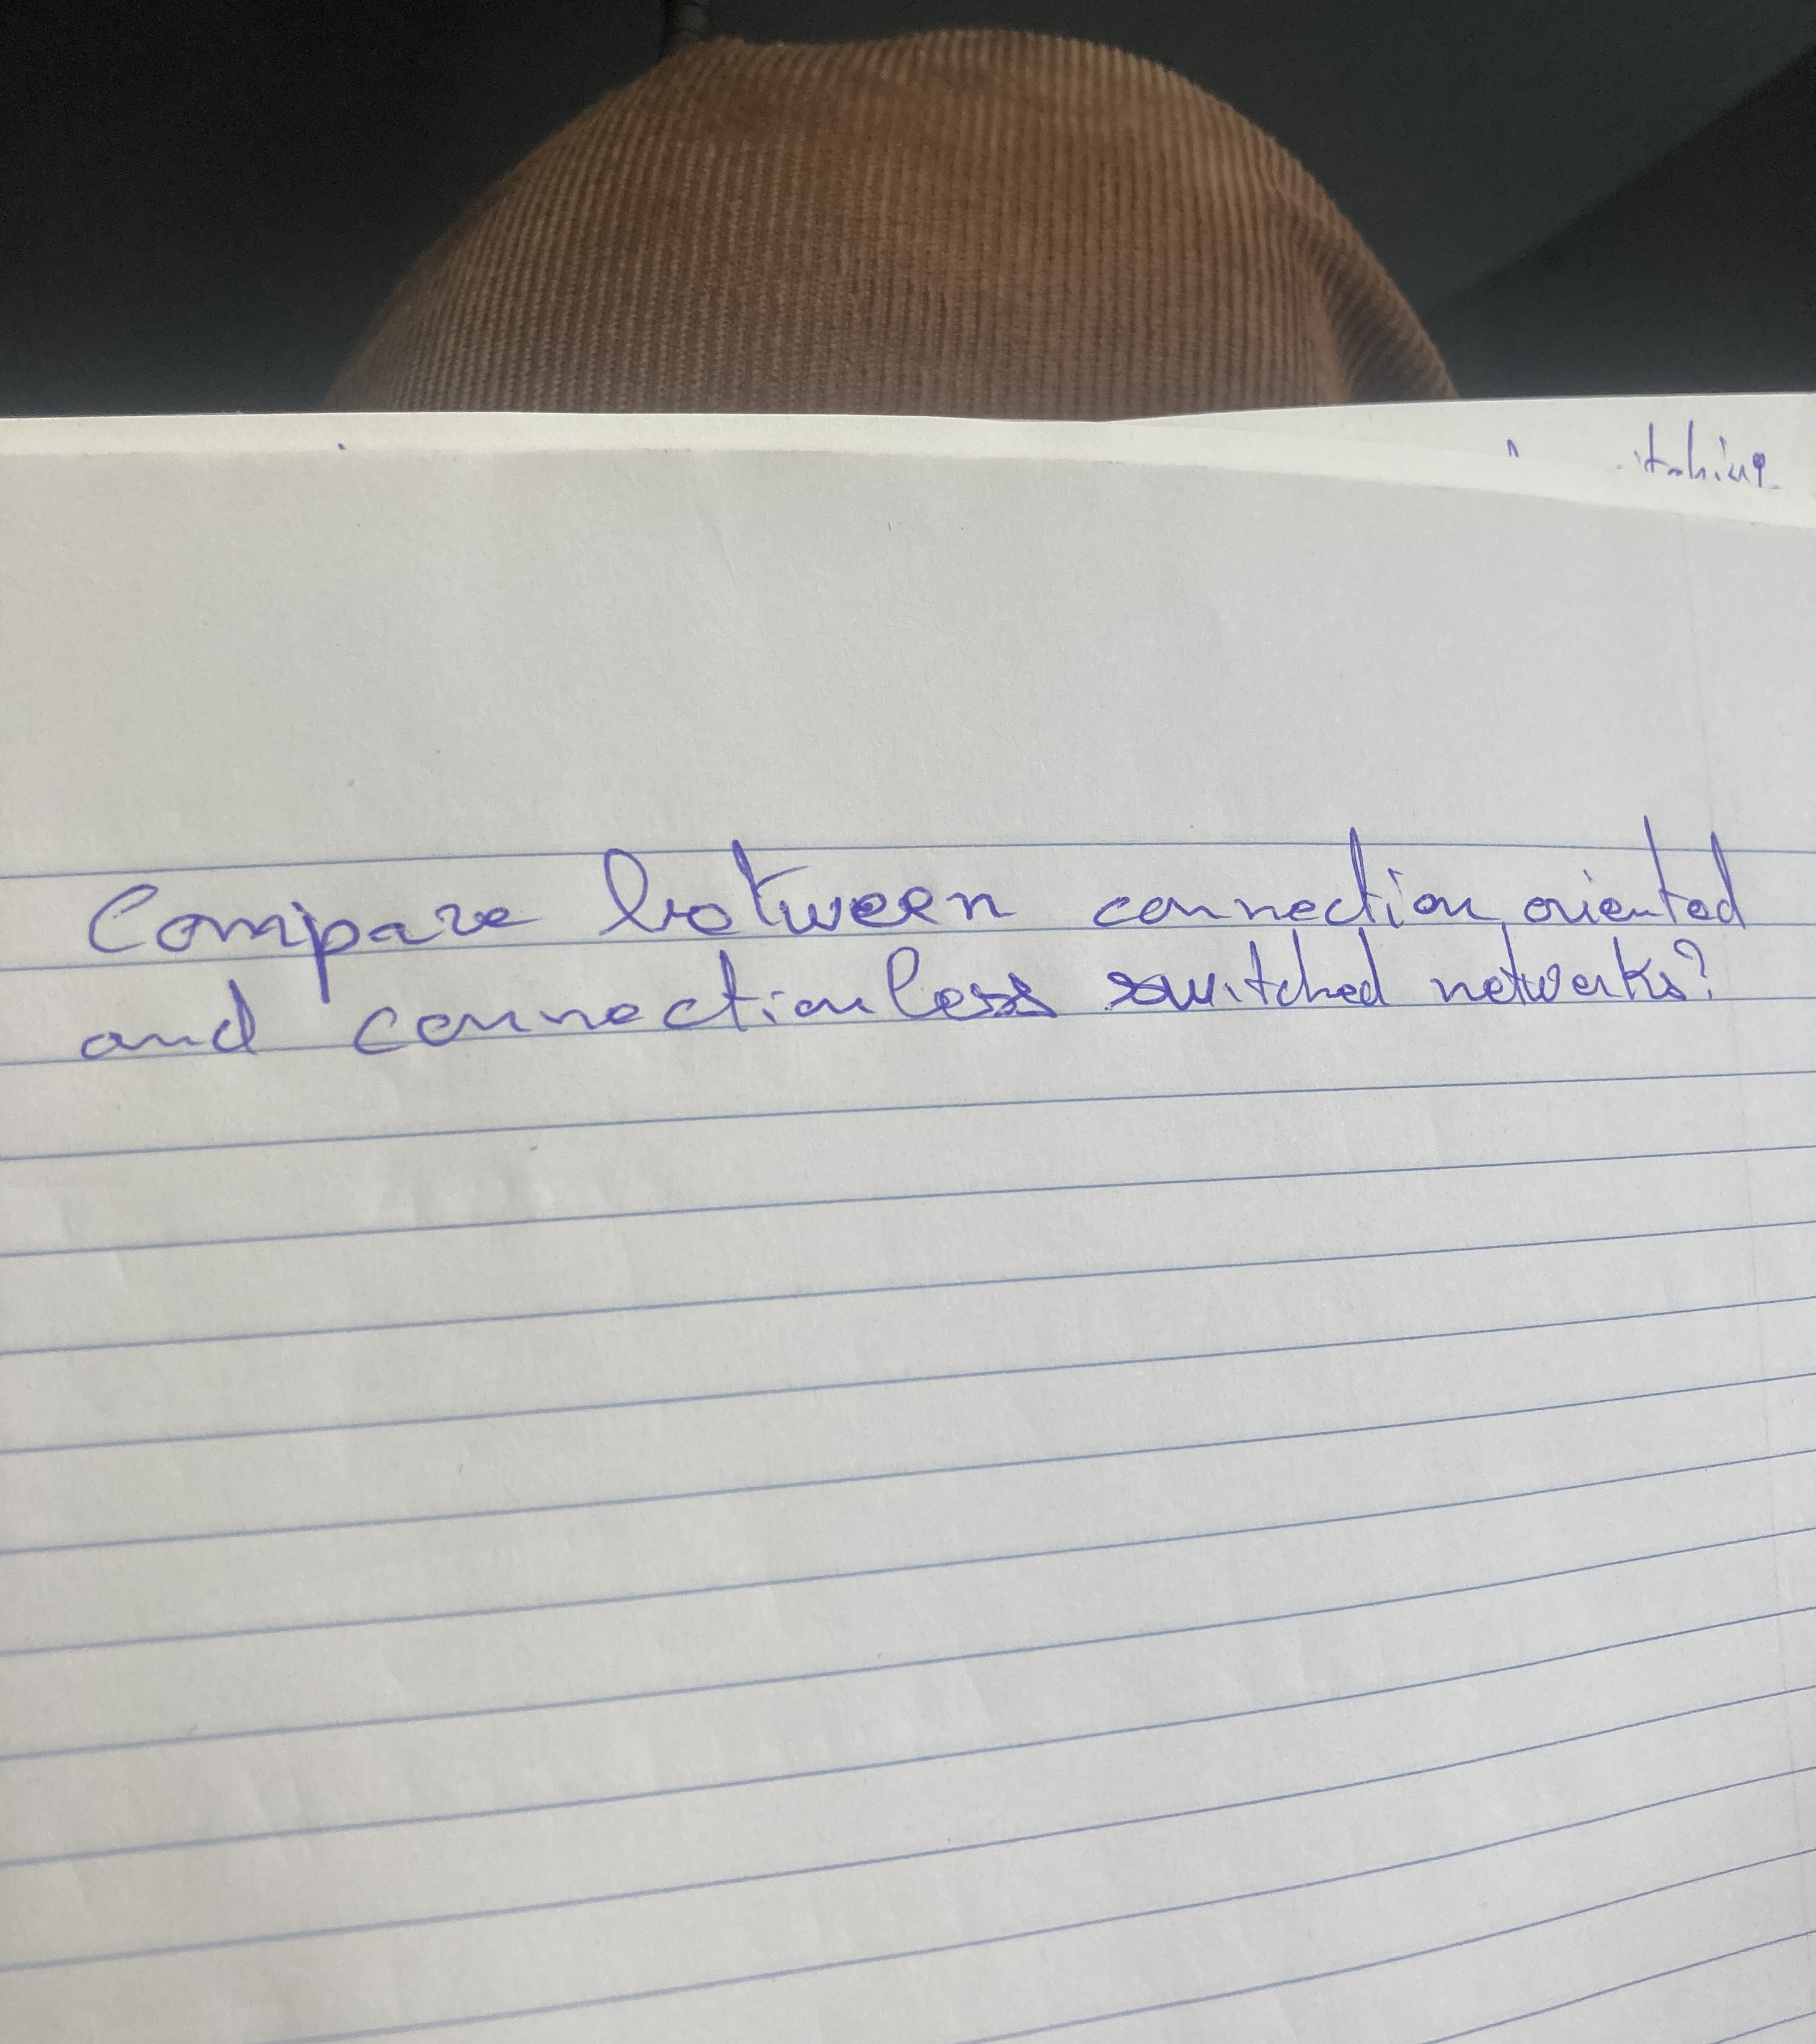 Compare between connection oriented
and connectionless switched networks?